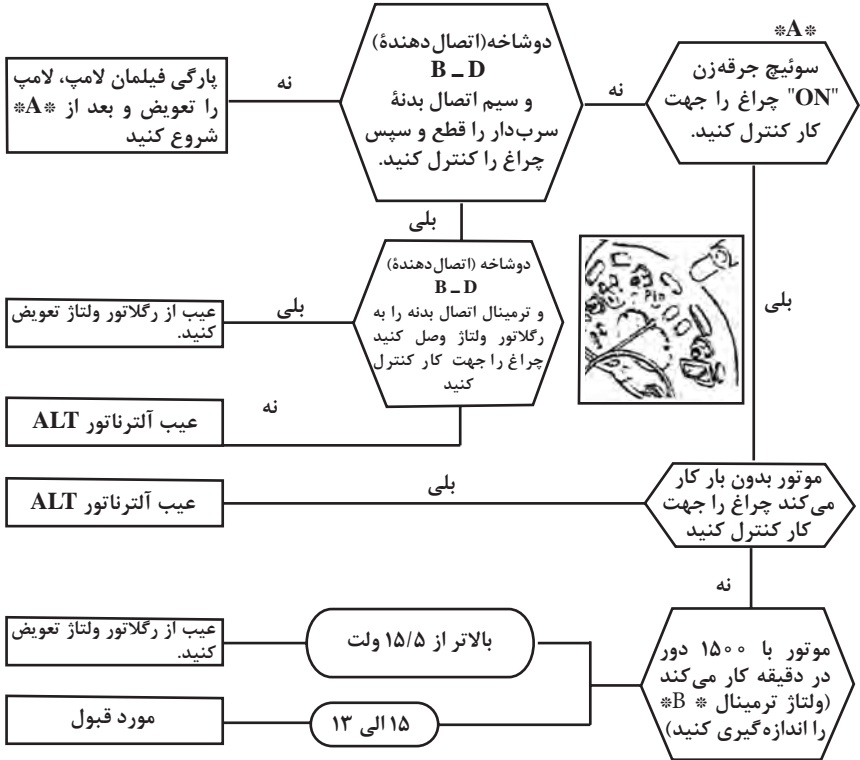 *A*
سوئیچ جرقه‌زن
"ON" چراغ را جهت
کار کنترل کنید.
نه
دوشاخه(اتصال‌دهندهٔ)
B – D
و سیم اتصال بدنهٔ
سرب‌دار را قطع و سپس
چراغ را کنترل کنید.
نه
پارگی فیلمان لامپ، لامپ
را تعویض و بعد از *A*
شروع کنید
بلی
دوشاخه (اتصال‌دهندهٔ)
B – D
و ترمینال اتصال بدنه را به
رگلاتور ولتاژ وصل کنید
چراغ را جهت کار کنترل
کنید
بلی
عیب از رگلاتور ولتاژ تعویض
کنید.
نه
عیب آلترناتور ALT
Pin
بلی
موتور بدون بار کار
می‌کند چراغ را جهت
کار کنترل کنید
بلی
عیب آلترناتور ALT
نه
موتور با ۱۵۰۰ دور
در دقیقه کار می‌کند
(ولتاژ ترمینال * B*
را اندازه‌گیری کنید)
بالاتر از ۱۵/۵ ولت
عیب از رگلاتور ولتاژ تعویض
کنید.
۱۵ الی ۱۳
مورد قبول